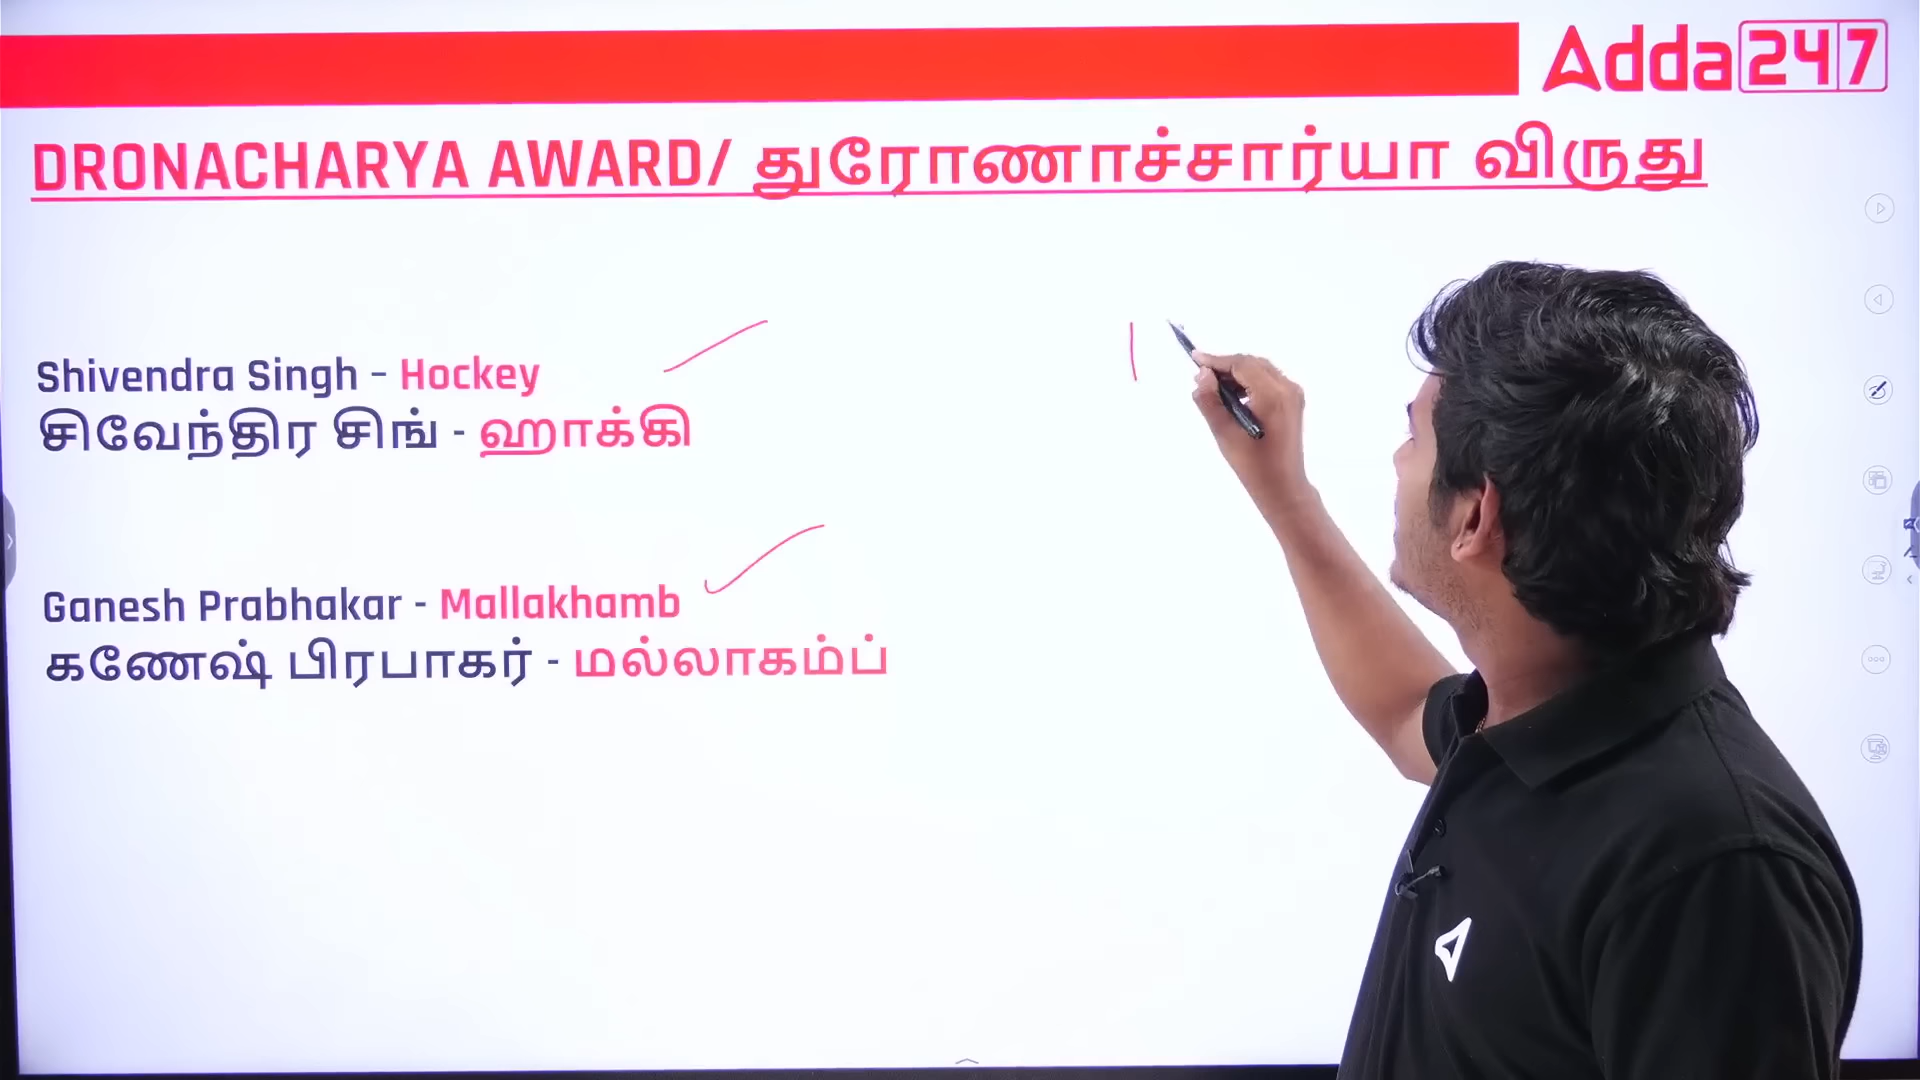 Adda247
DRONACHARYA AWARD/ துரோணாச்சார்யா விருது
Shivendra Singh - Hockey
சிவேந்திர சிங் - ஹாக்கி
Ganesh Prabhakar - Mallakhamb
கணேஷ் பிரபாகர் - மல்லாகம்ப்